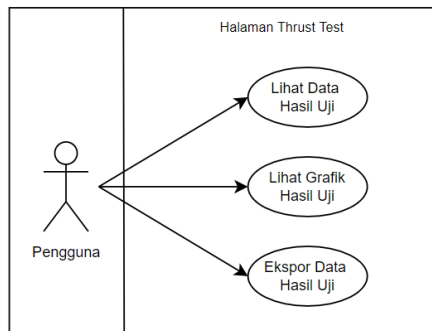 Halaman Thrust Test
Lihat Data
Hasil Uji
Lihat Grafik
Hasil Uji
Pengguna
Ekspor Data
Hasil Uji